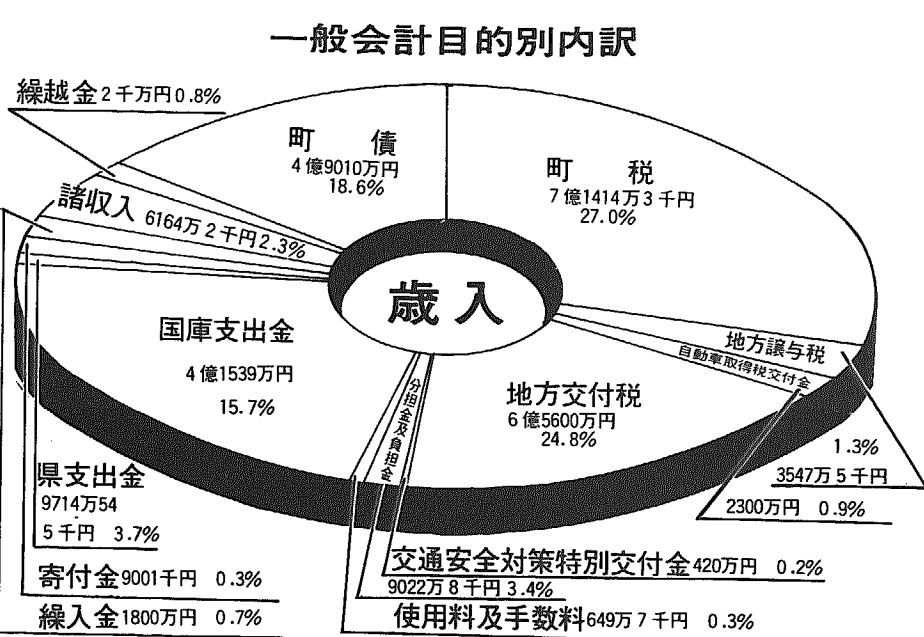 一般会計目的別内訳
繰越金2千万円0.8%
町債
4億9010万円
18.6%
町税
7億1414万3千円
27.0%
諸収入 6164万2千円2.3%
歳入
国庫支出金
4億1539万円
15.7%
地方譲与税
自動車取得税交付金
地方交付税
6億5600万円
24.8%
分担金及負担金
1.3%
3547万5千円
2300万円 0.9%
県支出金
9714万54
5千円 3.7%
寄付金9001千円 0.3%
繰入金1800万円 0.7%
交通安全対策特別交付金420万円 0.2%
9022万8千円3.4%
使用料及手数料649万7千円 0.3%